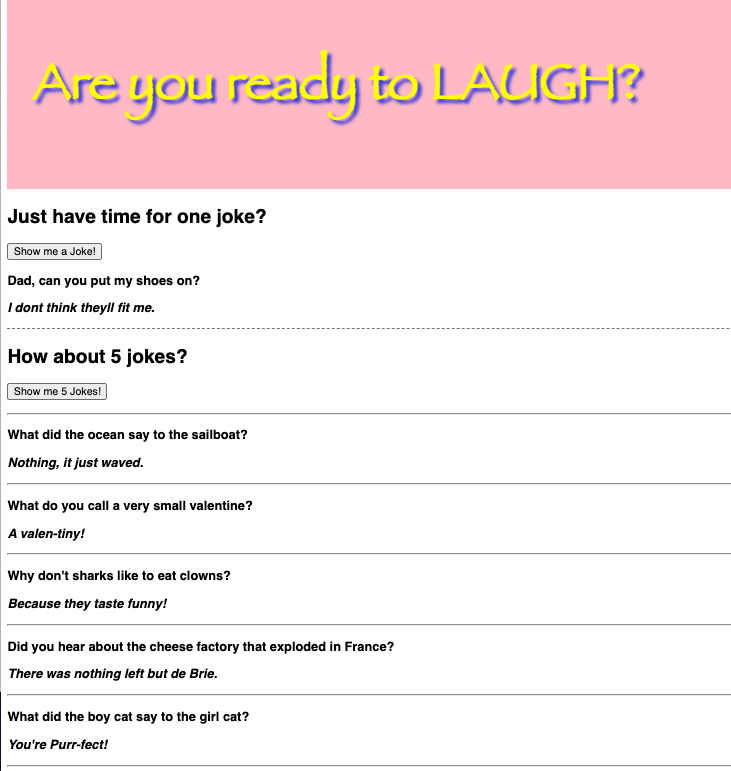 Are you ready to LAUGH?
Just have time for one joke?
Show me a Joke!
Dad, can you put my shoes on?
I dont think theyll fit me.
How about 5 jokes?
Show me 5 Jokes!
What did the ocean say to the sailboat?
Nothing, it just waved.
What do you call a very small valentine?
A valen-tiny!
Why don't sharks like to eat clowns?
Because they taste funny!
Did you hear about the cheese factory that exploded in France?
There was nothing left but de Brie.
What did the boy cat say to the girl cat?
You're Purr-fect!